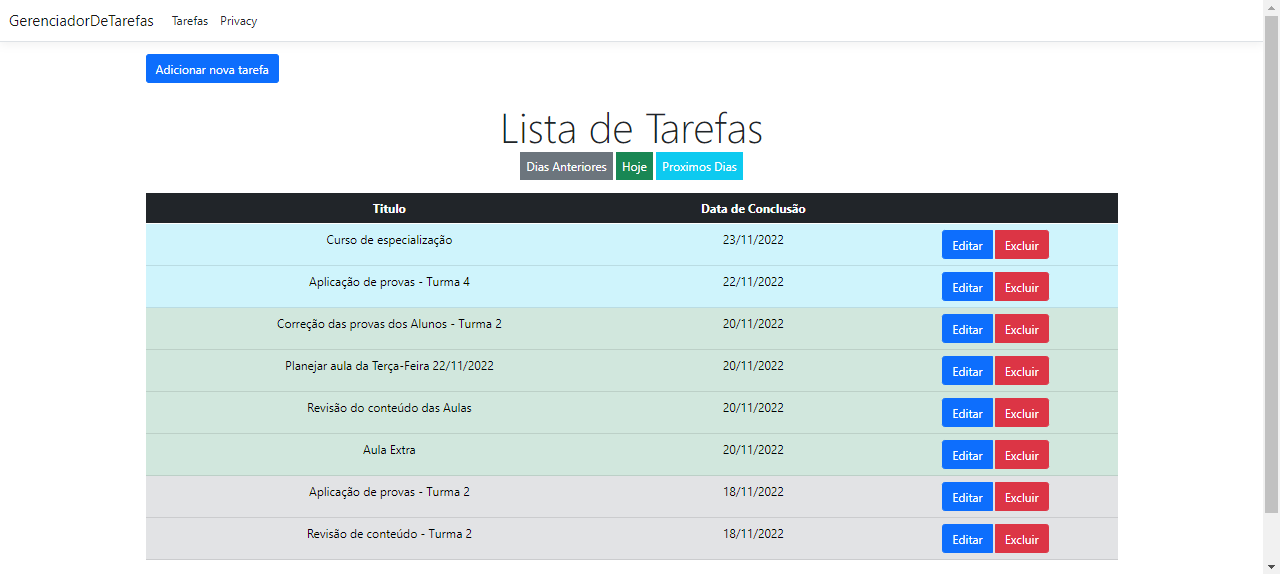 GerenciadorDeTarefas Tarefas Privacy
Adicionar nova tarefa
Lista de Tarefas
Dias Anteriores Hoje Proximos Dias
Titulo Data de Conclusão
Curso de especialização 23/11/2022 Editar Excluir
Aplicação de provas - Turma 4 22/11/2022 Editar Excluir
Correção das provas dos Alunos - Turma 2 20/11/2022 Editar Excluir
Planejar aula da Terça-Feira 22/11/2022 20/11/2022 Editar Excluir
Revisão do conteúdo das Aulas 20/11/2022 Editar Excluir
Aula Extra 20/11/2022 Editar Excluir
Aplicação de provas - Turma 2 18/11/2022 Editar Excluir
Revisão de conteúdo - Turma 2 18/11/2022 Editar Excluir